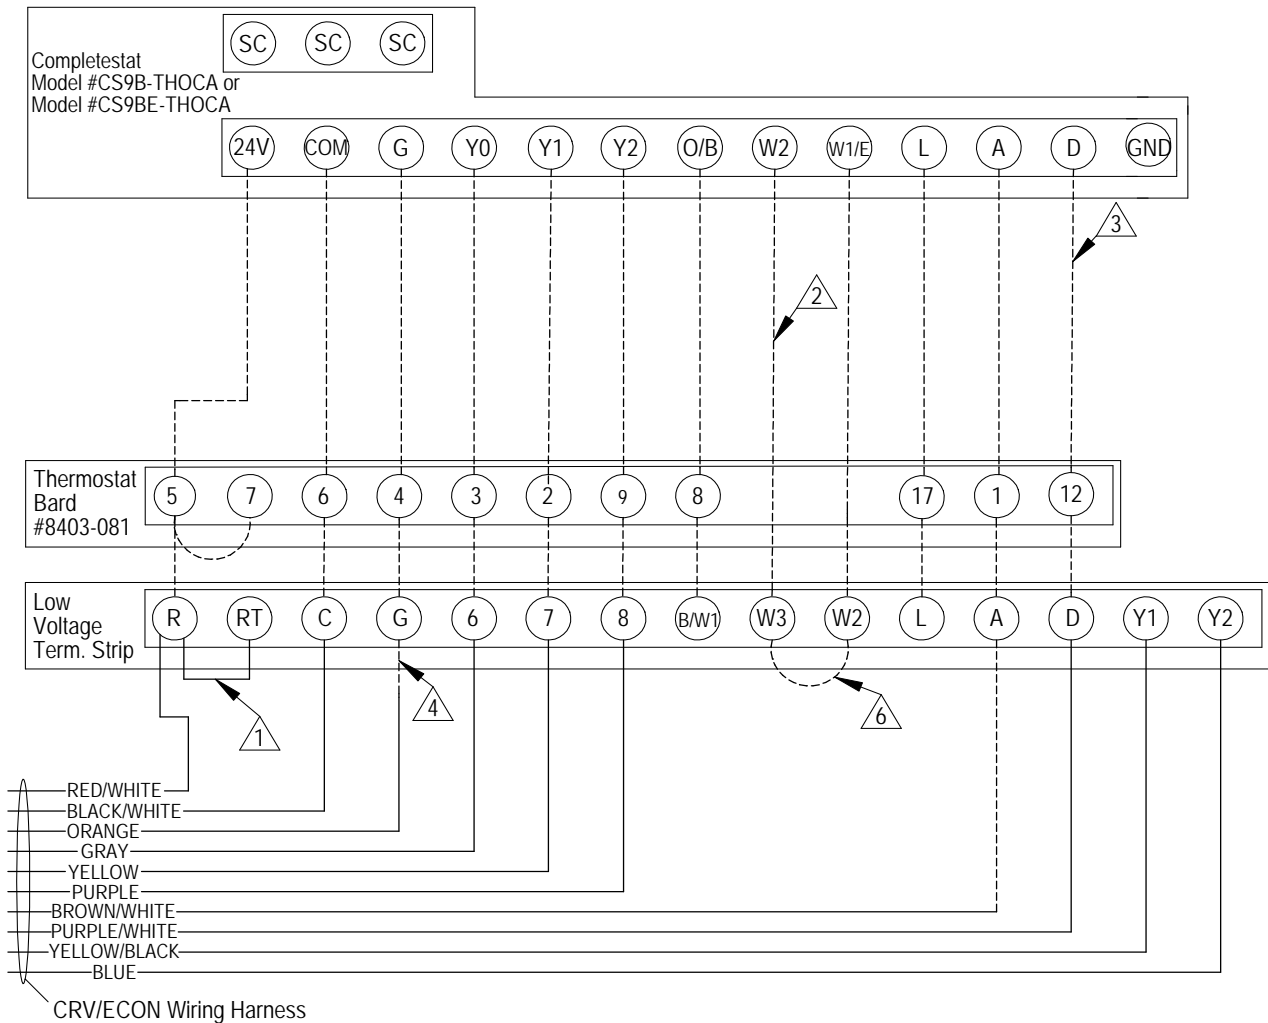 SC SC SC
Completestat
Model #CS9B-THOCA or
Model #CS9BE-THOCA
24V COM G Y0 Y1 Y2 O/B W2 W1/E L A D GND
3
2
Thermostat
Bard
#8403-081
5 7 6 4 3 2 9 8 17 1 12
Low
Voltage
Term. Strip
R RT C G 6 7 8 B/W1 W3 W2 L A D Y1 Y2
1
4
6
RED/WHITE
BLACK/WHITE
ORANGE
GRAY
YELLOW
PURPLE
BROWN/WHITE
PURPLE/WHITE
YELLOW/BLACK
BLUE
CRV/ECON Wiring Harness